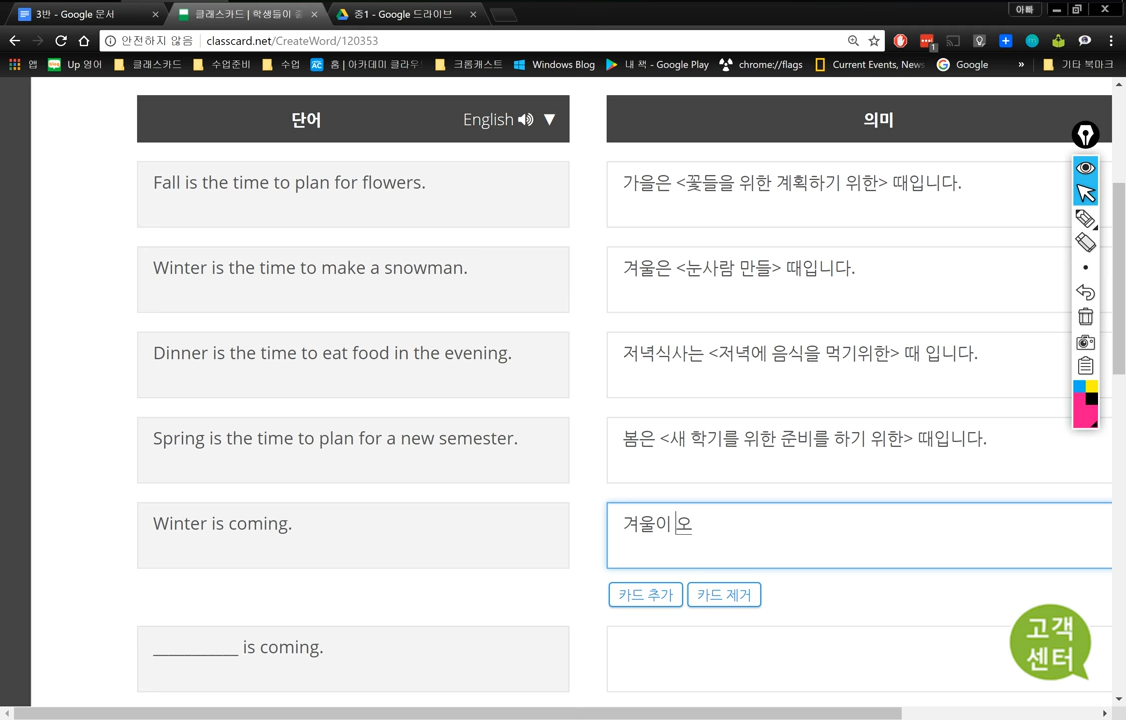 3반 - Google 문서
클래스카드 | 학생들이 좋
중1 - Google 드라이브
아빠
안전하지 않음
classcard.net/CreateWord/120353
1
앱
Up 영어
클래스카드
수업준비
수업
홈 | 아카데미 클라우
크롬캐스트
Windows Blog
내 책 - Google Play
chrome://flags
Current Events, News
Google
»
기타 북마크
단어
English
의미
Fall is the time to plan for flowers.
가을은 <꽃들을 위한 계획하기 위한> 때입니다.
Winter is the time to make a snowman.
겨울은 <눈사람 만들> 때입니다.
Dinner is the time to eat food in the evening.
저녁식사는 <저녁에 음식을 먹기위한> 때 입니다.
Spring is the time to plan for a new semester.
봄은 <새 학기를 위한 준비를 하기 위한> 때입니다.
Winter is coming.
겨울이 오
카드 추가
카드 제거
__________ is coming.
고객
센터